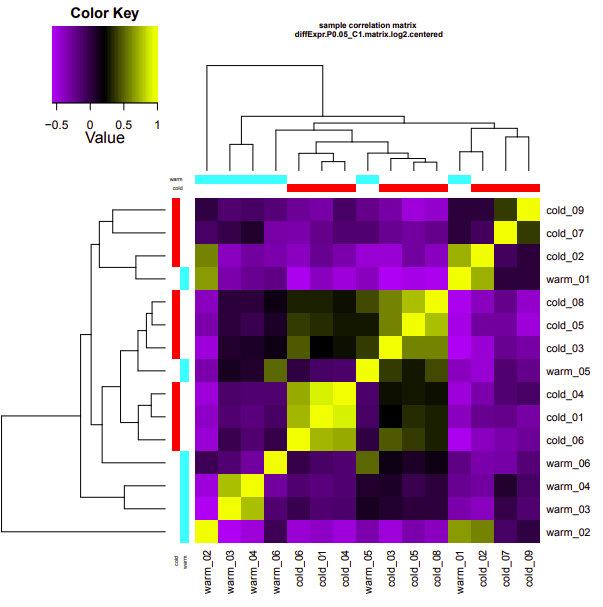 Color Key
−0.5 0 0.5 1
Value
sample correlation matrix
diffExpr.P0.05_C1.matrix.log2.centered
warm
cold
cold_09
cold_07
cold_02
warm_01
cold_08
cold_05
cold_03
warm_05
cold_04
cold_01
cold_06
warm_06
warm_04
warm_03
warm_02
cold
warm
warm_02
warm_03
warm_04
warm_06
cold_06
cold_01
cold_04
warm_05
cold_03
cold_05
cold_08
warm_01
cold_02
cold_07
cold_09